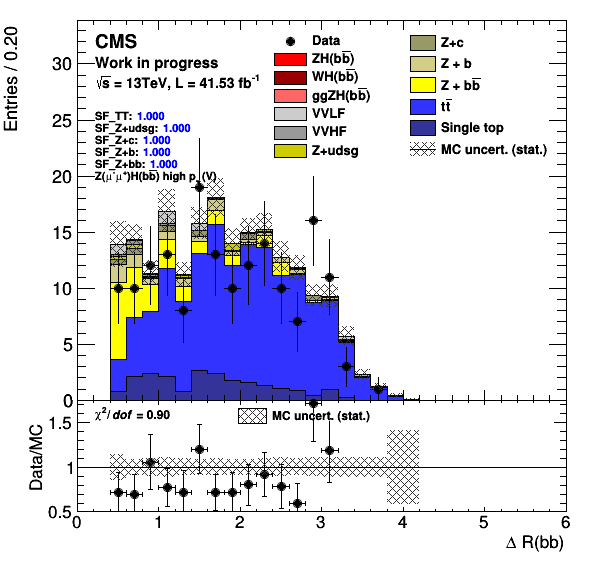 CMS
Work in progress
√s = 13TeV, L = 41.53 fb⁻¹
SF_TT: 1.000
SF_Z+udsg: 1.000
SF_Z+c: 1.000
SF_Z+b: 1.000
SF_Z+bb: 1.000
Z(μ⁻μ⁺)H(bb̅) high p (V)
Data
ZH(bb̅)
WH(bb̅)
ggZH(bb̅)
VVLF
VVHF
Z+udsg
Z+c
Z + b
Z + bb̅
tt̅
Single top
MC uncert. (stat.)
Entries / 0.20
30
25
20
15
10
5
0
χ²/dof = 0.90
MC uncert. (stat.)
Data/MC
1.5
1
0.5
0 1 2 3 4 5 6
Δ R(bb)